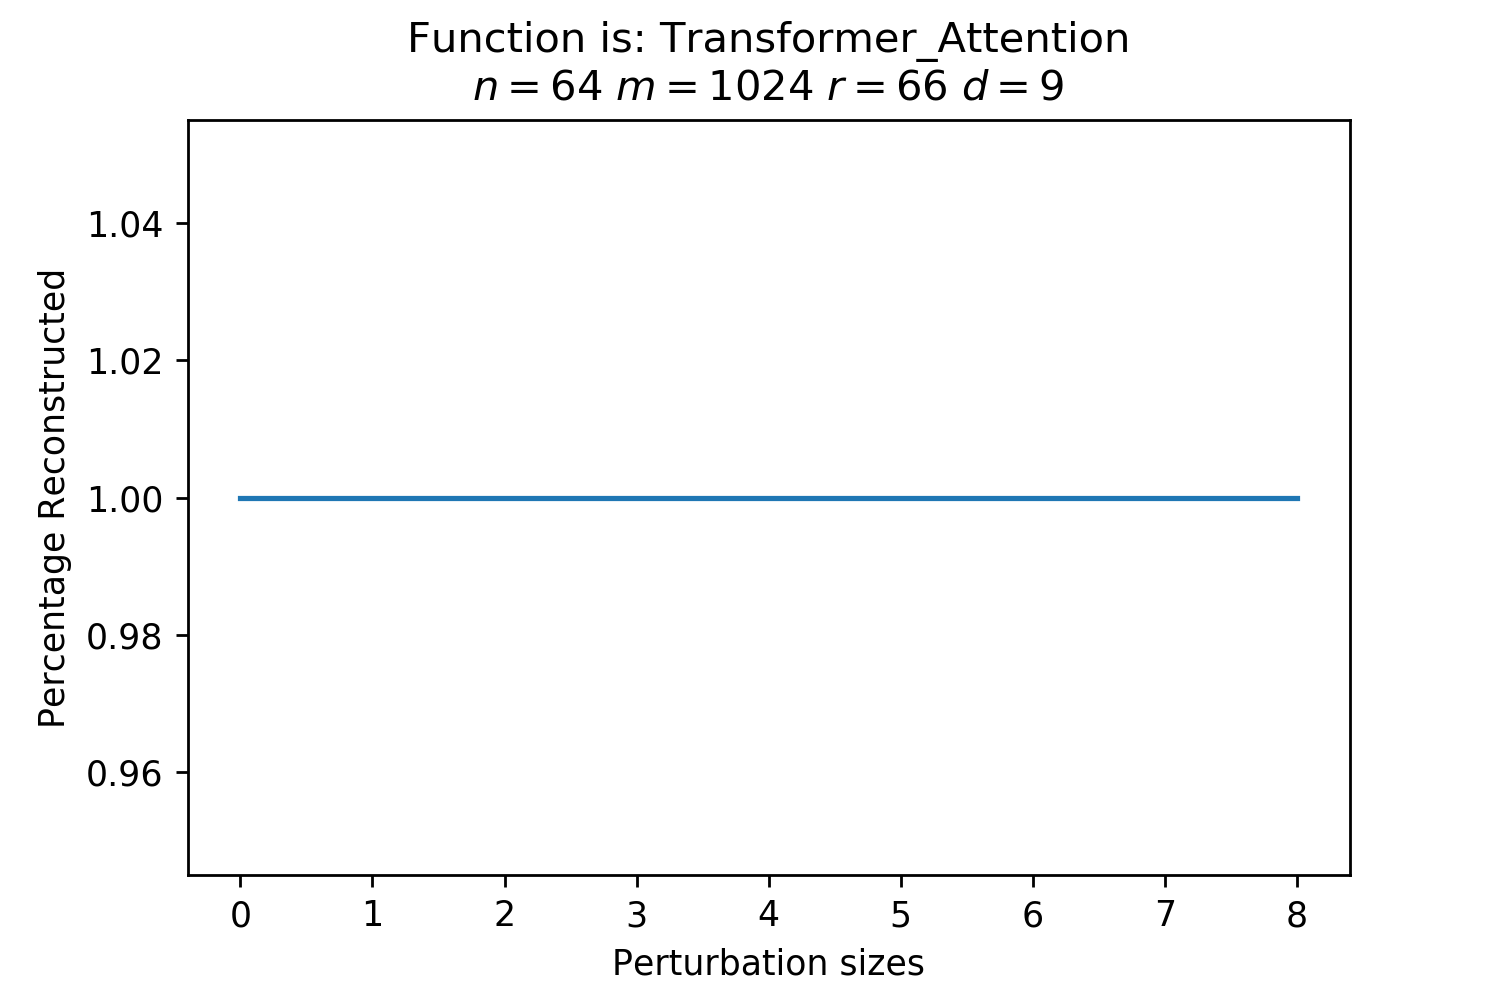 Function is: Transformer_Attention
n = 64 m = 1024 r = 66 d = 9
Percentage Reconstructed
1.04
1.02
1.00
0.98
0.96
0 1 2 3 4 5 6 7 8
Perturbation sizes